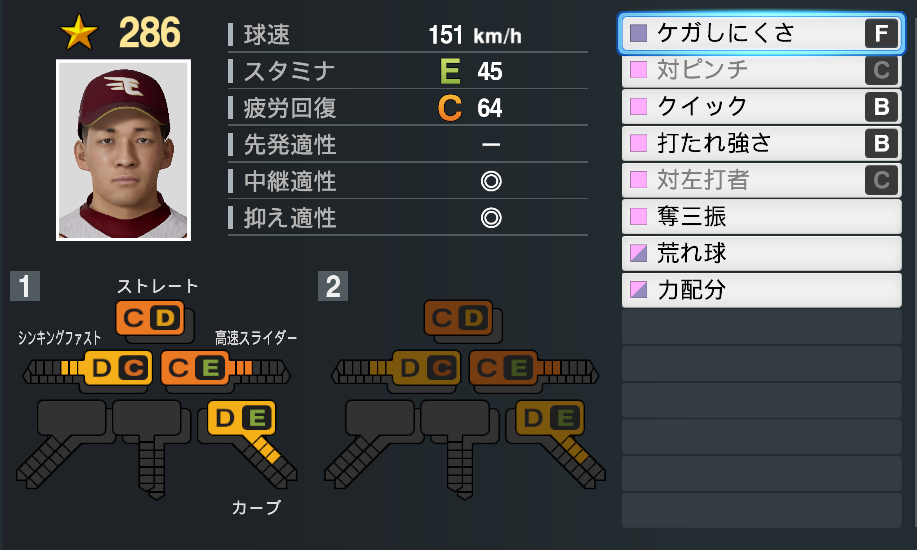 ★ 286
球速 151 km/h
スタミナ E 45
疲労回復 C 64
先発適性 ー
中継適性 ◎
抑え適性 ◎
ケガしにくさ F
対ピンチ C
クイック B
打たれ強さ B
対左打者 C
奪三振
荒れ球
力配分
1
ストレート
C D
シンキングファスト
D C
高速スライダー
C E
D E
カーブ
2
C D
D C
C E
D E